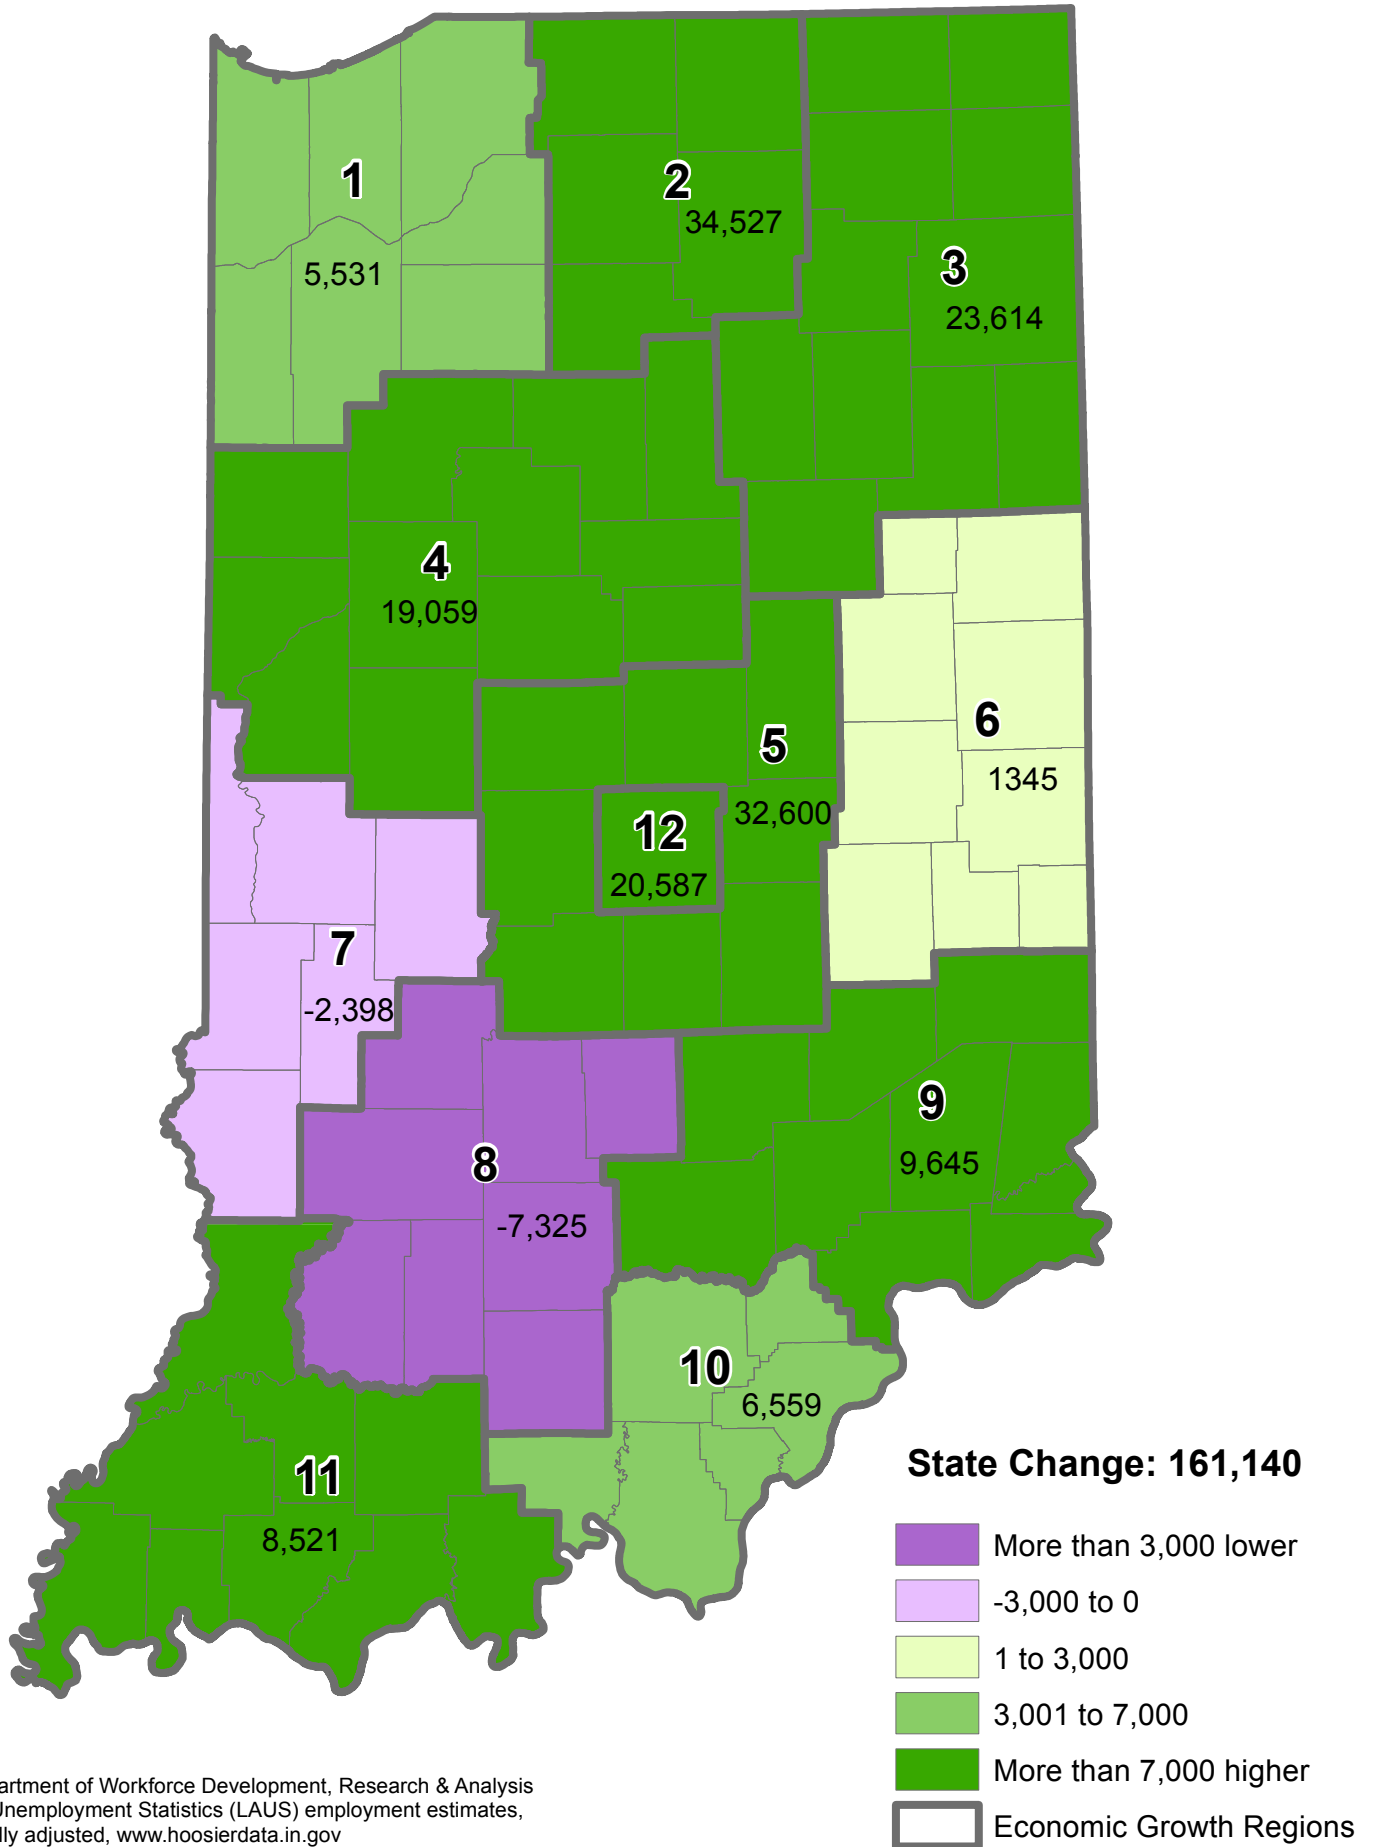 1
5,531
2
34,527
3
23,614
4
19,059
5
32,600
6
1345
12
20,587
7
-2,398
8
-7,325
9
9,645
10
6,559
11
8,521
State Change: 161,140
More than 3,000 lower
-3,000 to 0
1 to 3,000
3,001 to 7,000
More than 7,000 higher
Economic Growth Regions
of Workforce Development, Research & Analysis
Unemployment Statistics (LAUS) employment estimates,
adjusted, www.hoosierdata.in.gov